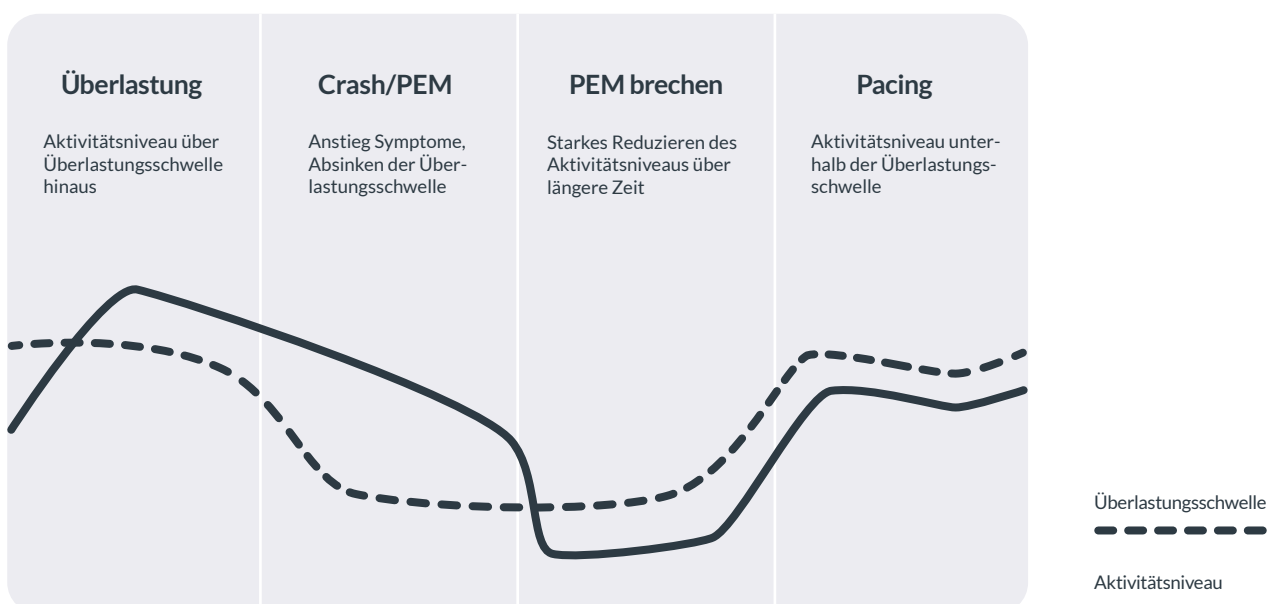 Überlastung
Aktivitätsniveau über
Überlastungsschwelle
hinaus
Crash/PEM
Anstieg Symptome,
Absinken der Über-
lastungsschwelle
PEM brechen
Starkes Reduzieren des
Aktivitätsniveaus über
längere Zeit
Pacing
Aktivitätsniveau unter-
halb der Überlastungs-
schwelle
Überlastungsschwelle
Aktivitätsniveau